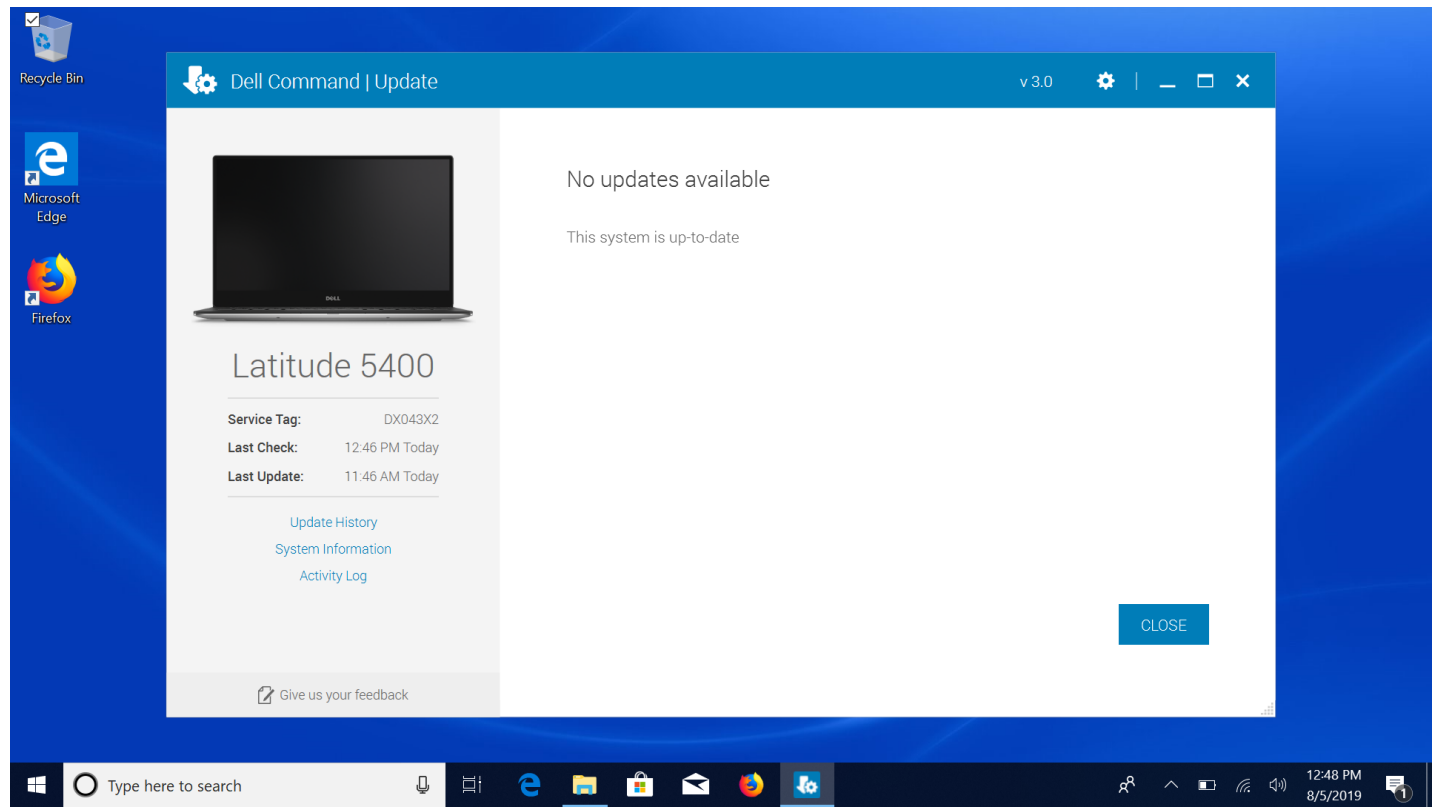 Recycle Bin
Microsoft
Edge
Firefox
Dell Command | Update
v 3.0
DELL
Latitude 5400
Service Tag: DX043X2
Last Check: 12:46 PM Today
Last Update: 11:46 AM Today
Update History
System Information
Activity Log
Give us your feedback
No updates available
This system is up-to-date
CLOSE
Type here to search
12:48 PM
8/5/2019
1